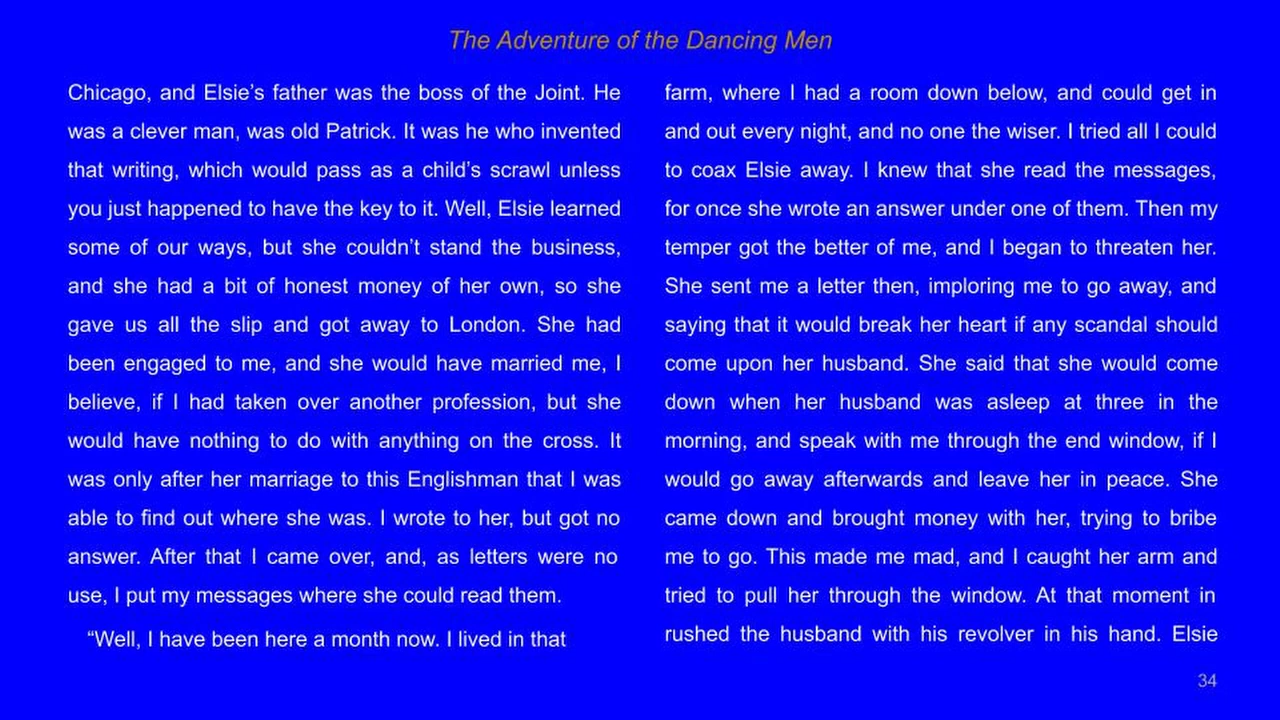 The Adventure of the Dancing Men
Chicago, and Elsie’s father was the boss of the Joint. He
was a clever man, was old Patrick. It was he who invented
that writing, which would pass as a child’s scrawl unless
you just happened to have the key to it. Well, Elsie learned
some of our ways, but she couldn’t stand the business,
and she had a bit of honest money of her own, so she
gave us all the slip and got away to London. She had
been engaged to me, and she would have married me, I
believe, if I had taken over another profession, but she
would have nothing to do with anything on the cross. It
was only after her marriage to this Englishman that I was
able to find out where she was. I wrote to her, but got no
answer. After that I came over, and, as letters were no
use, I put my messages where she could read them.
“Well, I have been here a month now. I lived in that
farm, where I had a room down below, and could get in
and out every night, and no one the wiser. I tried all I could
to coax Elsie away. I knew that she read the messages,
for once she wrote an answer under one of them. Then my
temper got the better of me, and I began to threaten her.
She sent me a letter then, imploring me to go away, and
saying that it would break her heart if any scandal should
come upon her husband. She said that she would come
down when her husband was asleep at three in the
morning, and speak with me through the end window, if I
would go away afterwards and leave her in peace. She
came down and brought money with her, trying to bribe
me to go. This made me mad, and I caught her arm and
tried to pull her through the window. At that moment in
rushed the husband with his revolver in his hand. Elsie
34